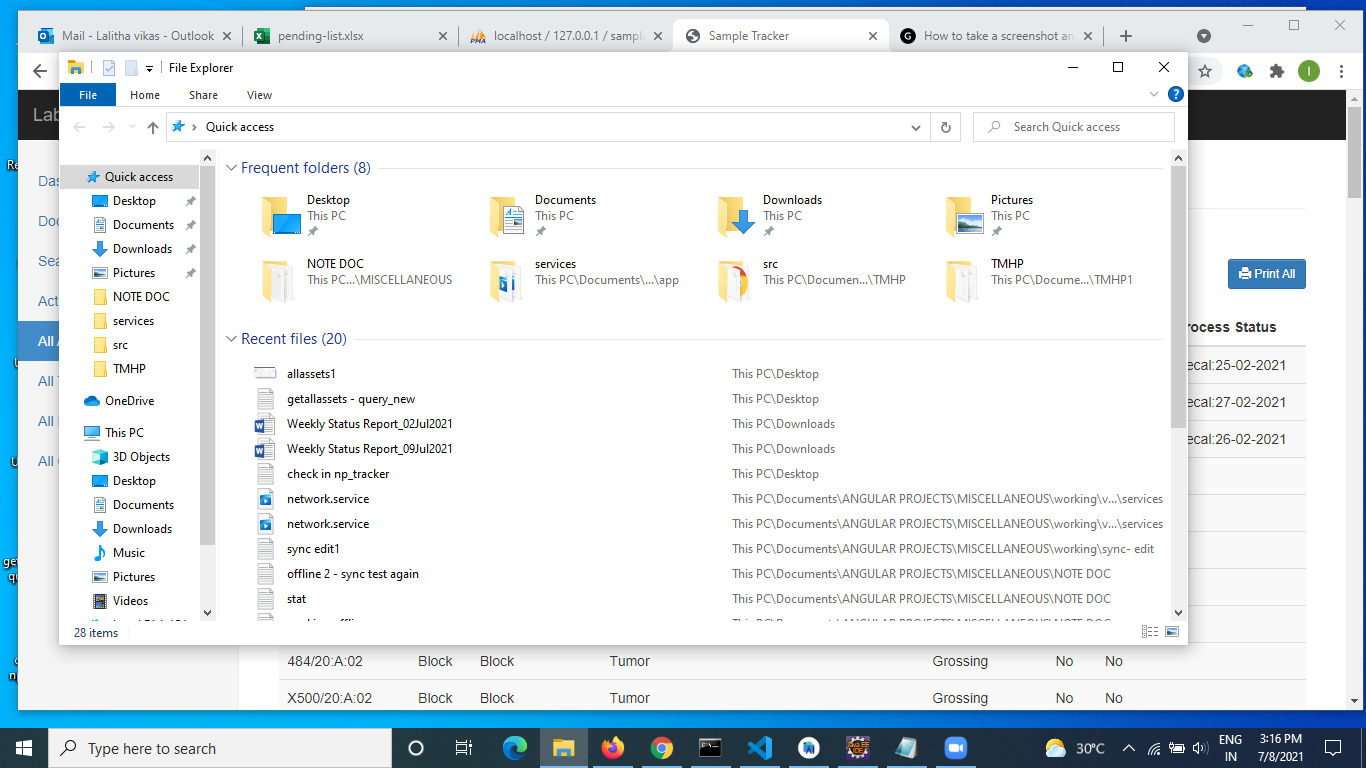 Mail - Lalitha vikas - Outlook
pending-list.xlsx
PMA localhost / 127.0.0.1 / sampl
Sample Tracker
G How to take a screenshot an
File Explorer
I
File Home Share View
?
Lab
Quick access
Search Quick access
Re
Das
Doc
Sea
Act
All A
All T
All
All
Quick access
Desktop
Documents
Downloads
Pictures
NOTE DOC
services
src
TMHP
OneDrive
This PC
3D Objects
Desktop
Documents
Downloads
Music
Pictures
Videos
Frequent folders (8)
Desktop
This PC
Documents
This PC
Downloads
This PC
Pictures
This PC
NOTE DOC
This PC...\MISCELLANEOUS
services
This PC\Documents\...\app
src
This PC\Documen...\TMHP
TMHP
This PC\Docume...\TMHP1
Recent files (20)
allassets1 This PC\Desktop
getallassets - query_new This PC\Desktop
Weekly Status Report_02Jul2021 This PC\Downloads
Weekly Status Report_09Jul2021 This PC\Downloads
check in np_tracker This PC\Desktop
network.service This PC\Documents\ANGULAR PROJECTS\MISCELLANEOUS\working\v...\services
network.service This PC\Documents\ANGULAR PROJECTS\MISCELLANEOUS\working\v...\services
sync edit1 This PC\Documents\ANGULAR PROJECTS\MISCELLANEOUS\working\sync- edit
offline 2 - sync test again This PC\Documents\ANGULAR PROJECTS\MISCELLANEOUS\NOTE DOC
stat This PC\Documents\ANGULAR PROJECTS\MISCELLANEOUS\NOTE DOC
28 items
Print All
rocess Status
ecal:25-02-2021
ecal:27-02-2021
ecal:26-02-2021
484/20:A:02 Block Block Tumor Grossing No No
X500/20:A:02 Block Block Tumor Grossing No No
Type here to search
30°C
ENG
IN
3:16 PM
7/8/2021